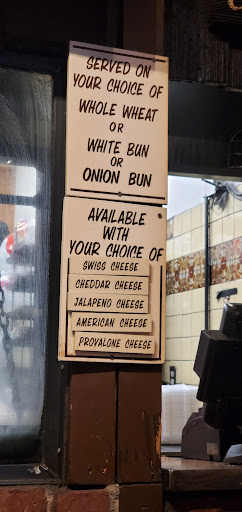 SERVED ON
YOUR CHOICE OF
WHOLE WHEAT
OR
WHITE BUN
OR
ONION BUN
AVAILABLE
WITH
YOUR CHOICE OF
SWISS CHEESE
CHEDDAR CHEESE
JALAPENO CHEESE
AMERICAN CHEESE
PROVALONE CHEESE